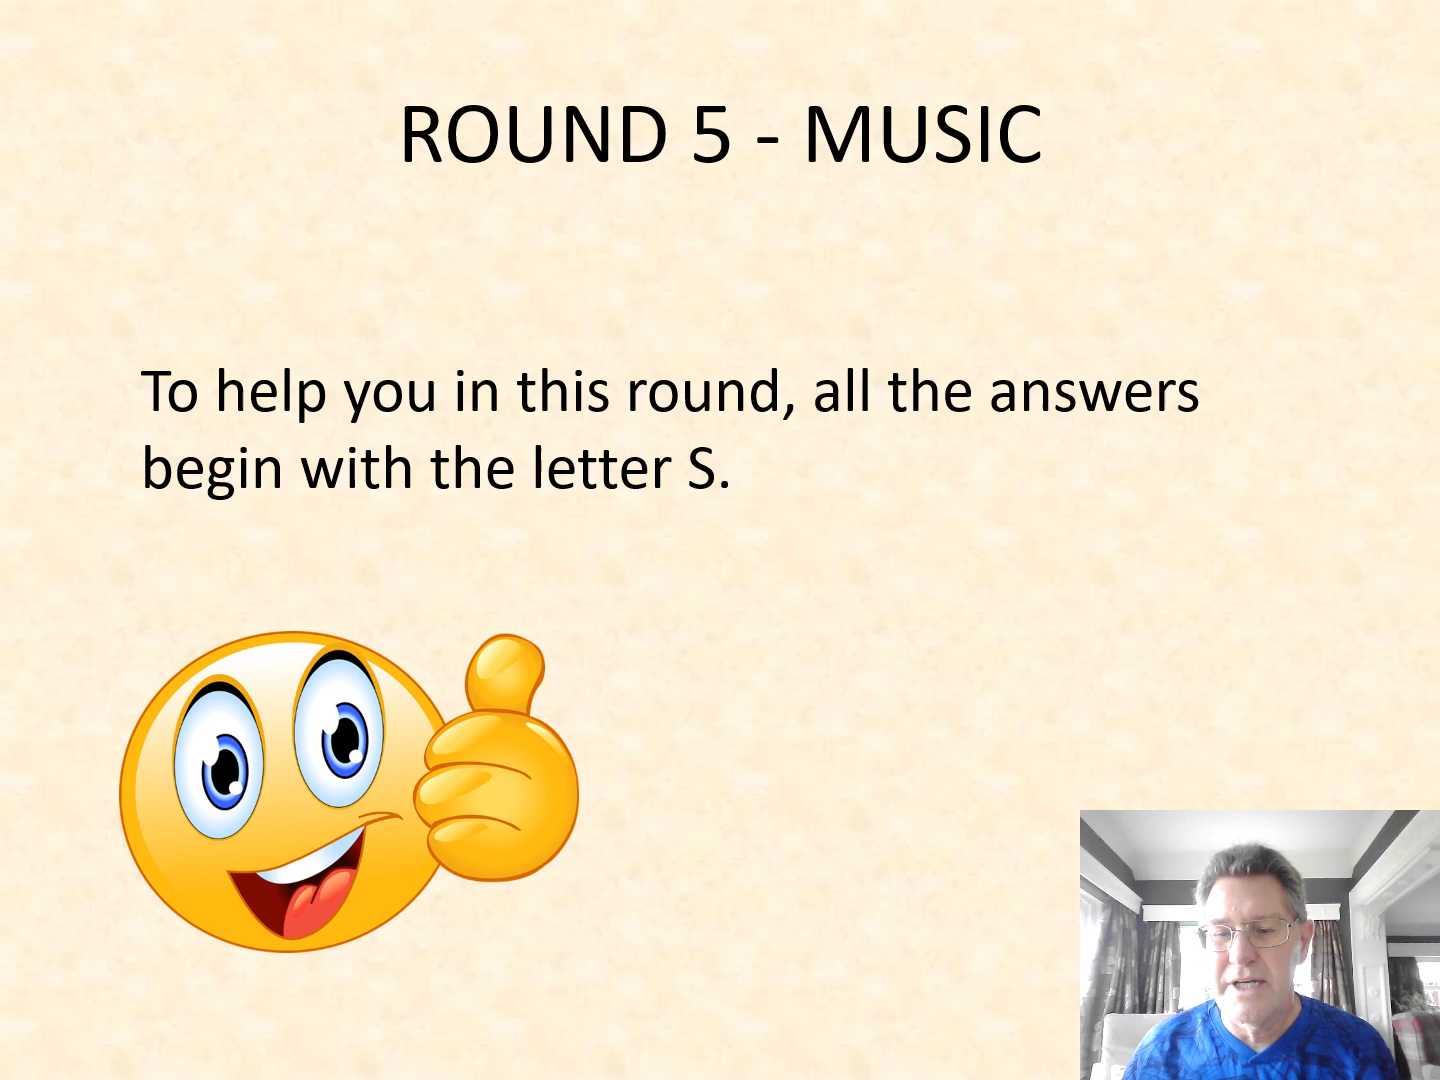 ROUND 5 - MUSIC
To help you in this round, all the answers
begin with the letter S.